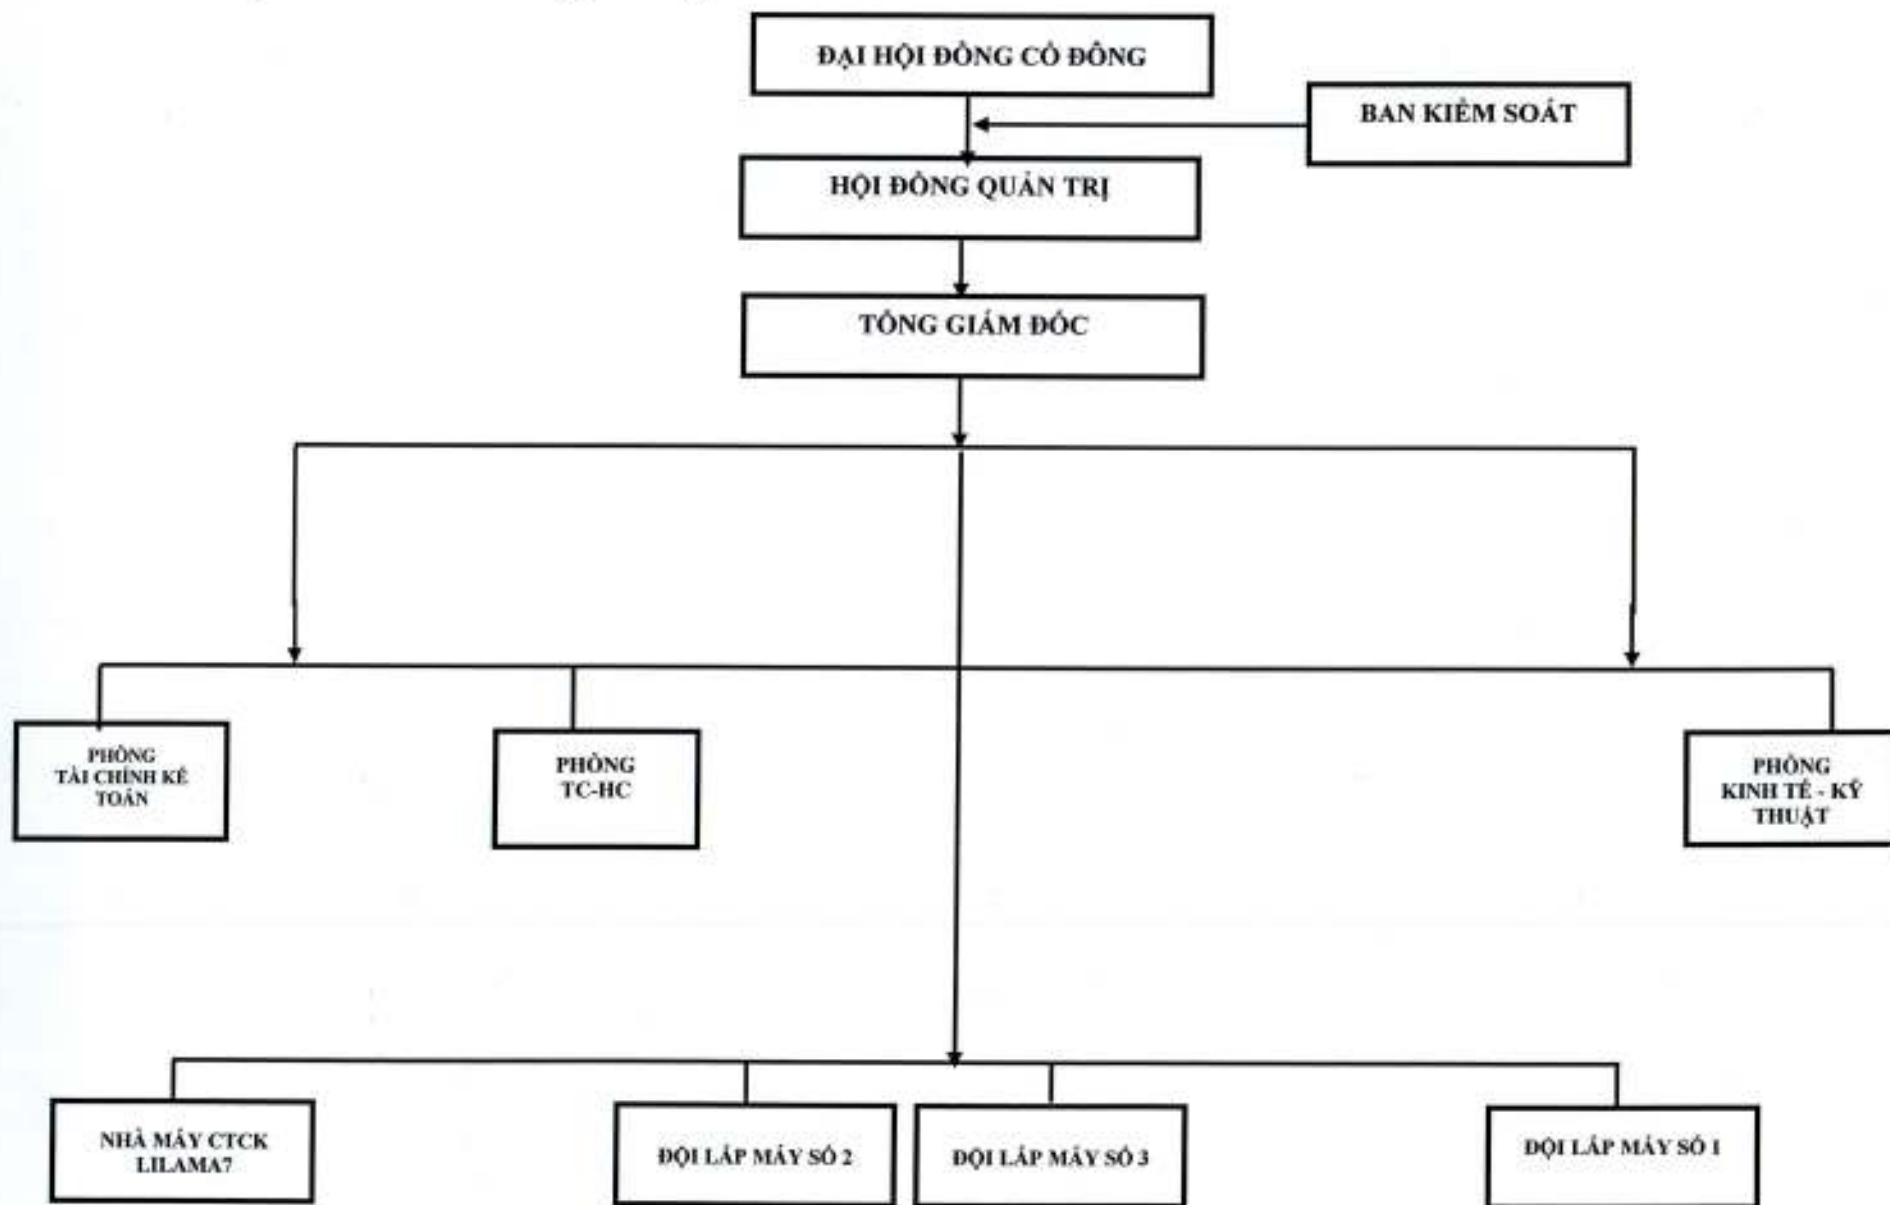 ĐẠI HỘI ĐỒNG CỔ ĐÔNG
BAN KIỂM SOÁT
HỘI ĐỒNG QUẢN TRỊ
TỔNG GIÁM ĐỐC
PHÒNG
TÀI CHÍNH KẾ
TOÁN
PHÒNG
TC-HC
PHÒNG
KINH TẾ - KỸ
THUẬT
NHÀ MÁY CTCK
LILAMA7
ĐỘI LẮP MÁY SỐ 2
ĐỘI LẮP MÁY SỐ 3
ĐỘI LẮP MÁY SỐ 1